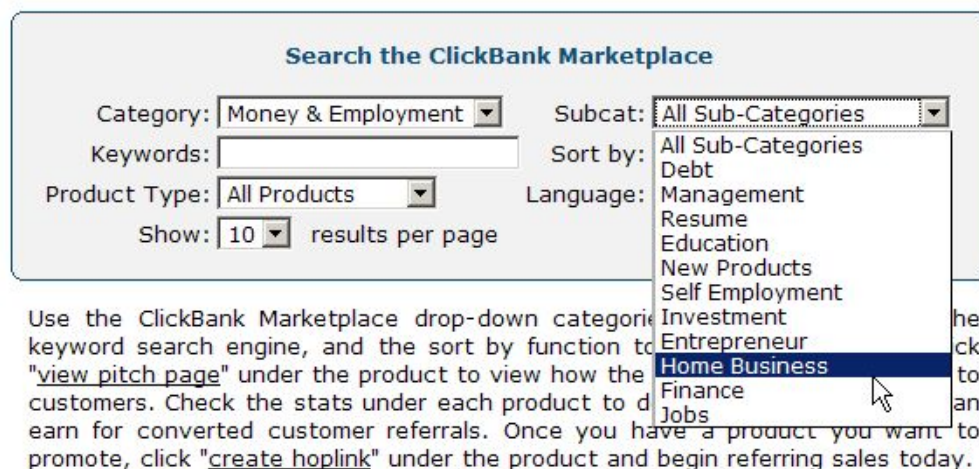 Search the ClickBank Marketplace
Category: Money & Employment Subcat: All Sub-Categories
Keywords: Sort by:
Product Type: All Products Language:
Show: 10 results per page
All Sub-Categories
Debt
Management
Resume
Education
New Products
Self Employment
Investment
Entrepreneur
Home Business
Finance
Jobs
Use the ClickBank Marketplace drop-down
keyword search engine, and the sort by function
"view pitch page" under the product to view how the to
customers. Check the stats under each product to
earn for converted customer referrals. Once you have a product you want to
promote, click "create hoplink" under the product and begin referring sales today.